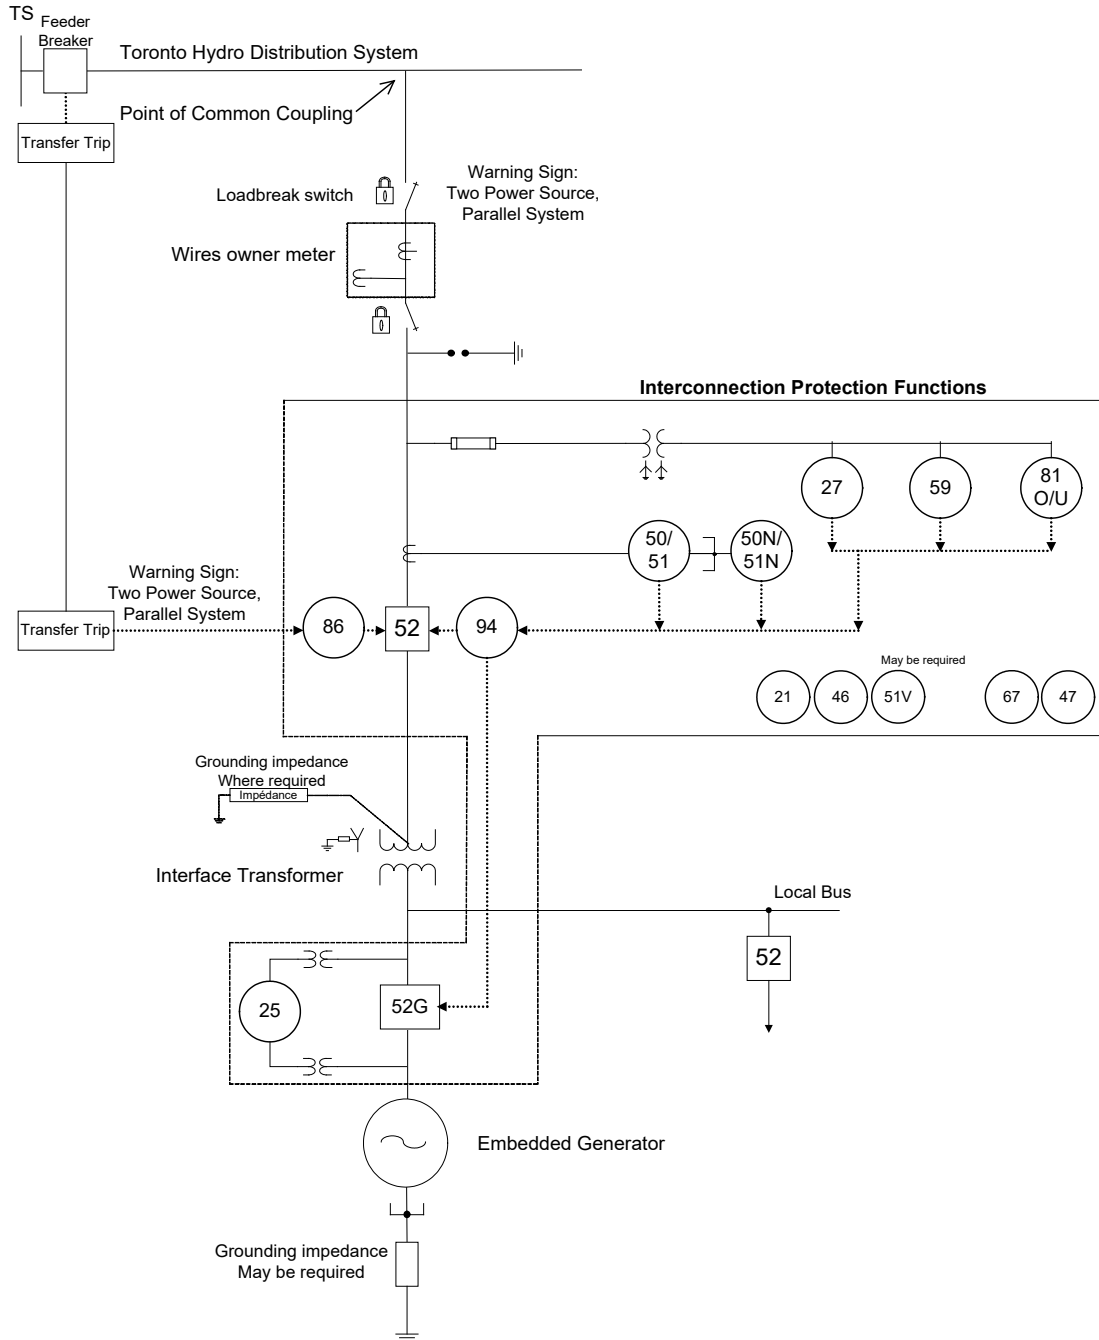 TS
Feeder
Breaker
Toronto Hydro Distribution System
Point of Common Coupling
Transfer Trip
Loadbreak switch
Warning Sign:
Two Power Source,
Parallel System
Wires owner meter
Interconnection Protection Functions
27
59
81
O/U
50/
51
50N/
51N
Warning Sign:
Two Power Source,
Parallel System
Transfer Trip
86
52
94
May be required
21
46
51V
67
47
Grounding impedance
Where required
Impédance
Interface Transformer
Local Bus
52
25
52G
Embedded Generator
Grounding impedance
May be required